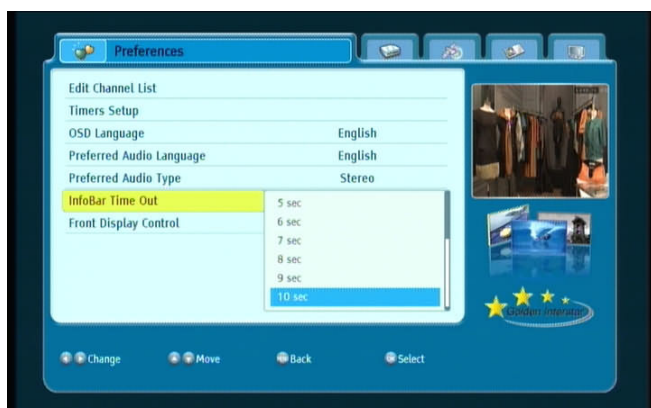 Preferences
Edit Channel List
Timers Setup
OSD Language English
Preferred Audio Language English
Preferred Audio Type Stereo
InfoBar Time Out
5 sec
6 sec
Front Display Control
7 sec
8 sec
9 sec
10 sec
Golden Interstar
Change Move Back Select